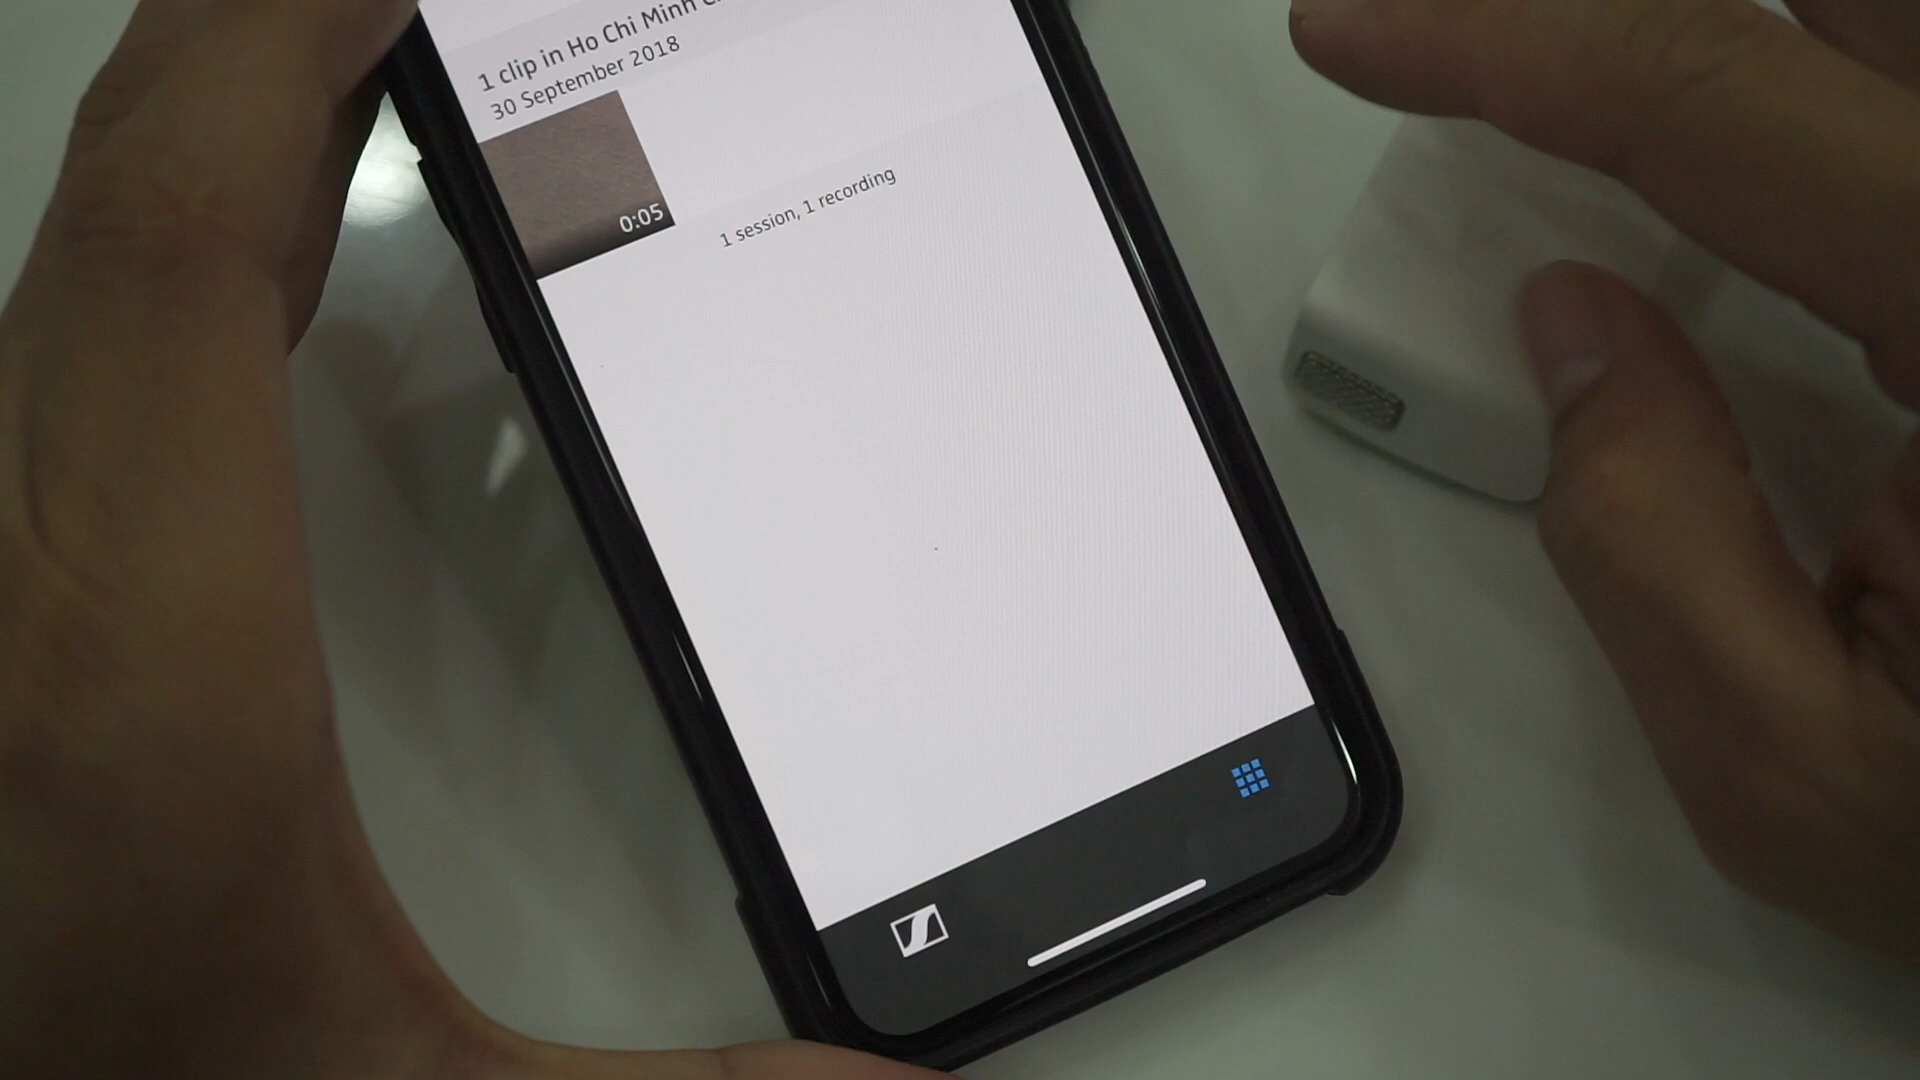 1 clip in Ho Chi Minh
30 September 2018
0:05
1 session, 1 recording